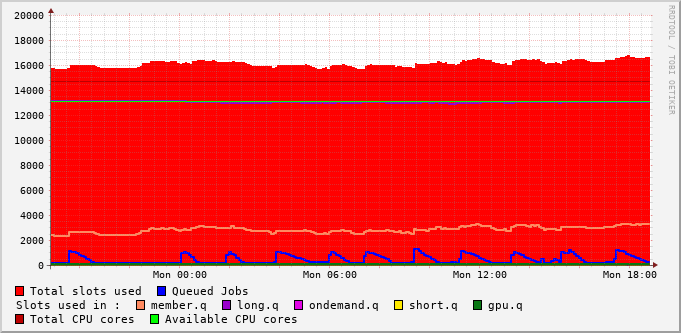 20000
18000
16000
14000
12000
10000
8000
6000
4000
2000
0
Mon 00:00 Mon 06:00 Mon 12:00 Mon 18:00
Total slots used Queued Jobs
Slots used in : member.q long.q ondemand.q short.q gpu.q
Total CPU cores Available CPU cores
RRDTOOL / TOBI OETIKER